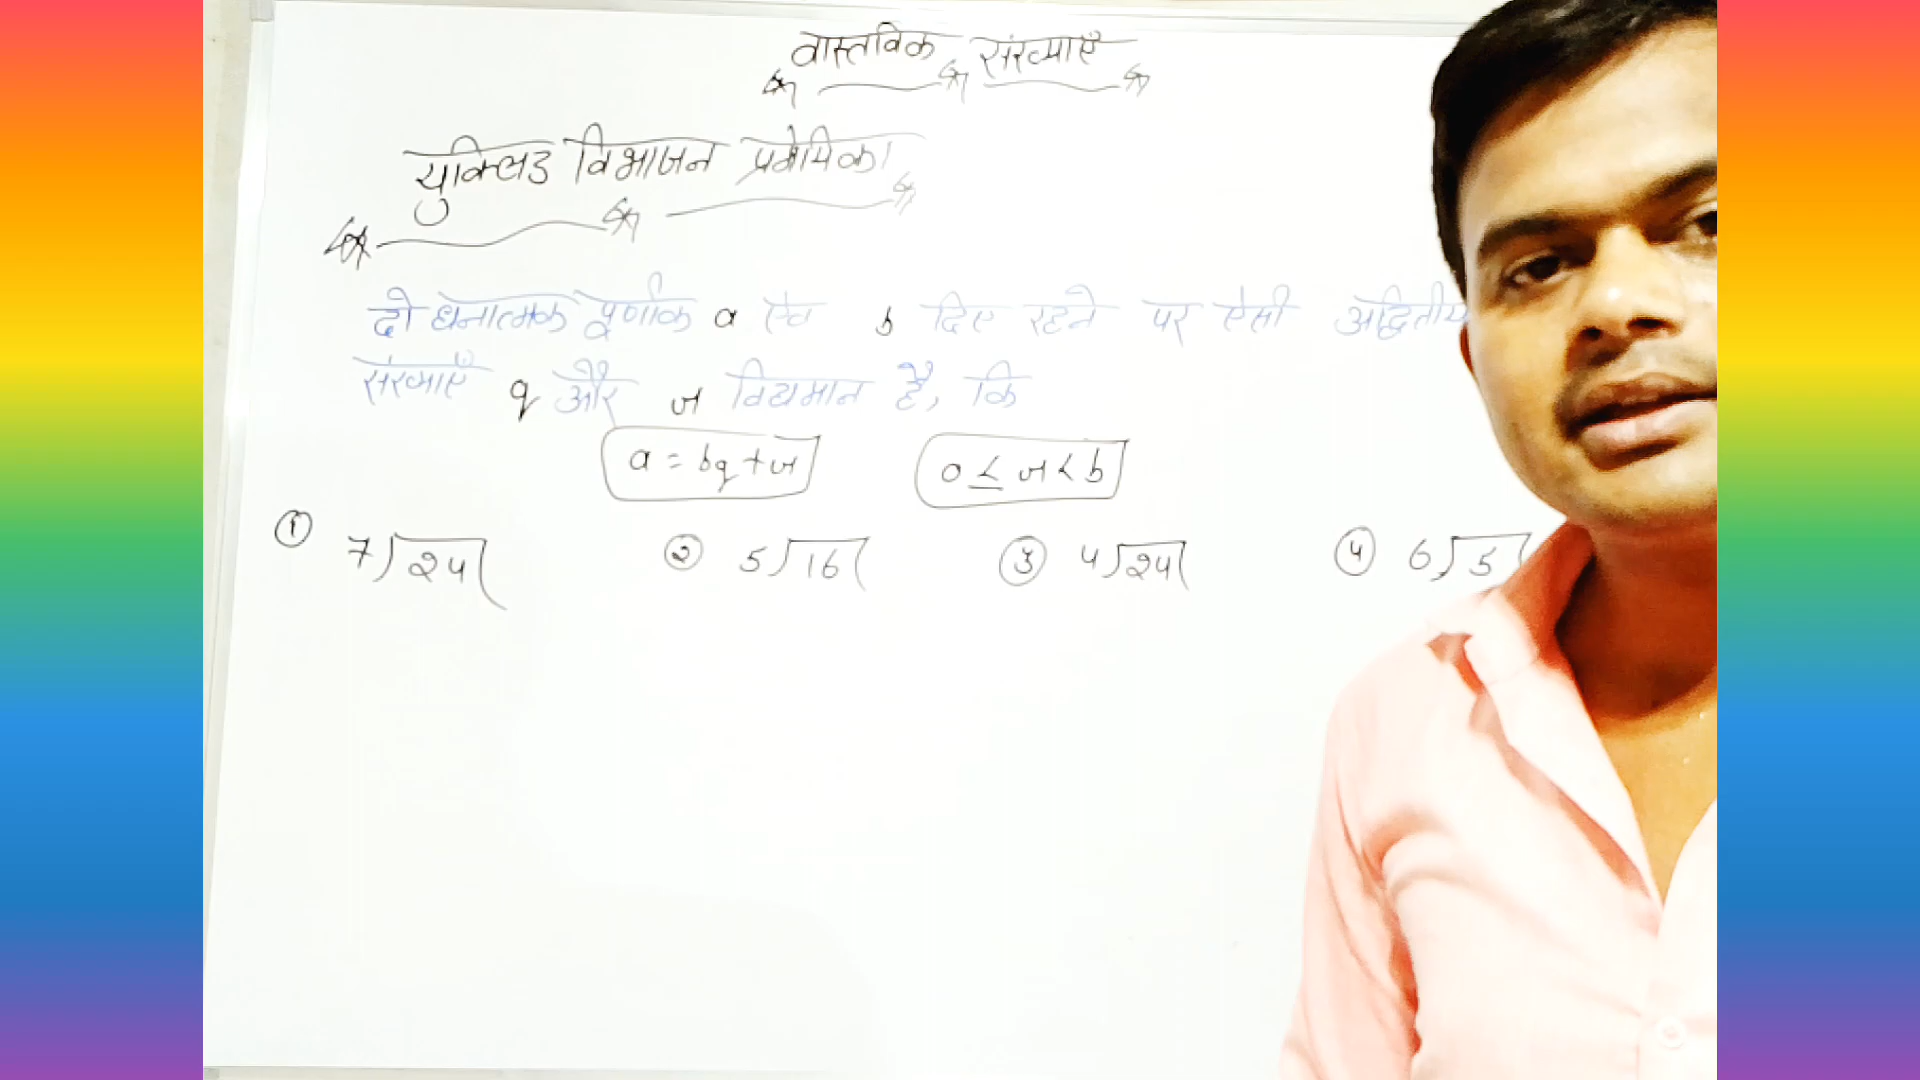 वास्तविक संख्याएँ
युक्लिड विभाजन प्रमेयिका
दो धनात्मक पूर्णांक a एंव b दिए रहने पर ऐसी अद्वितीय
संख्याएँ q और r विद्यमान है, कि
a = bq + r 0 ≤ r < b
① 7)24( ② 5)16( ③ 4)24( ④ 6)5(